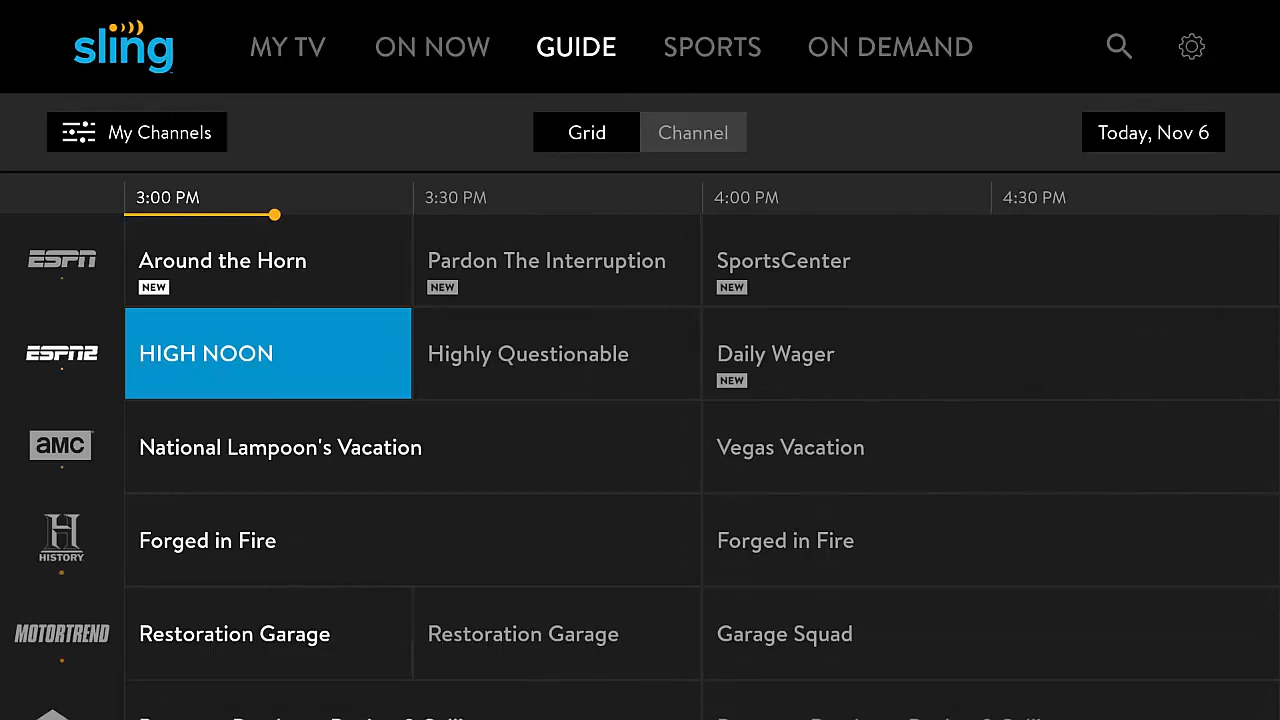 sling MY TV ON NOW GUIDE SPORTS ON DEMAND
My Channels Grid Channel Today, Nov 6
3:00 PM 3:30 PM 4:00 PM 4:30 PM
ESPN Around the Horn Pardon The Interruption SportsCenter
NEW NEW NEW
ESPN2 HIGH NOON Highly Questionable Daily Wager
NEW
aMC National Lampoon's Vacation Vegas Vacation
H
HISTORY Forged in Fire Forged in Fire
MOTORTREND Restoration Garage Restoration Garage Garage Squad